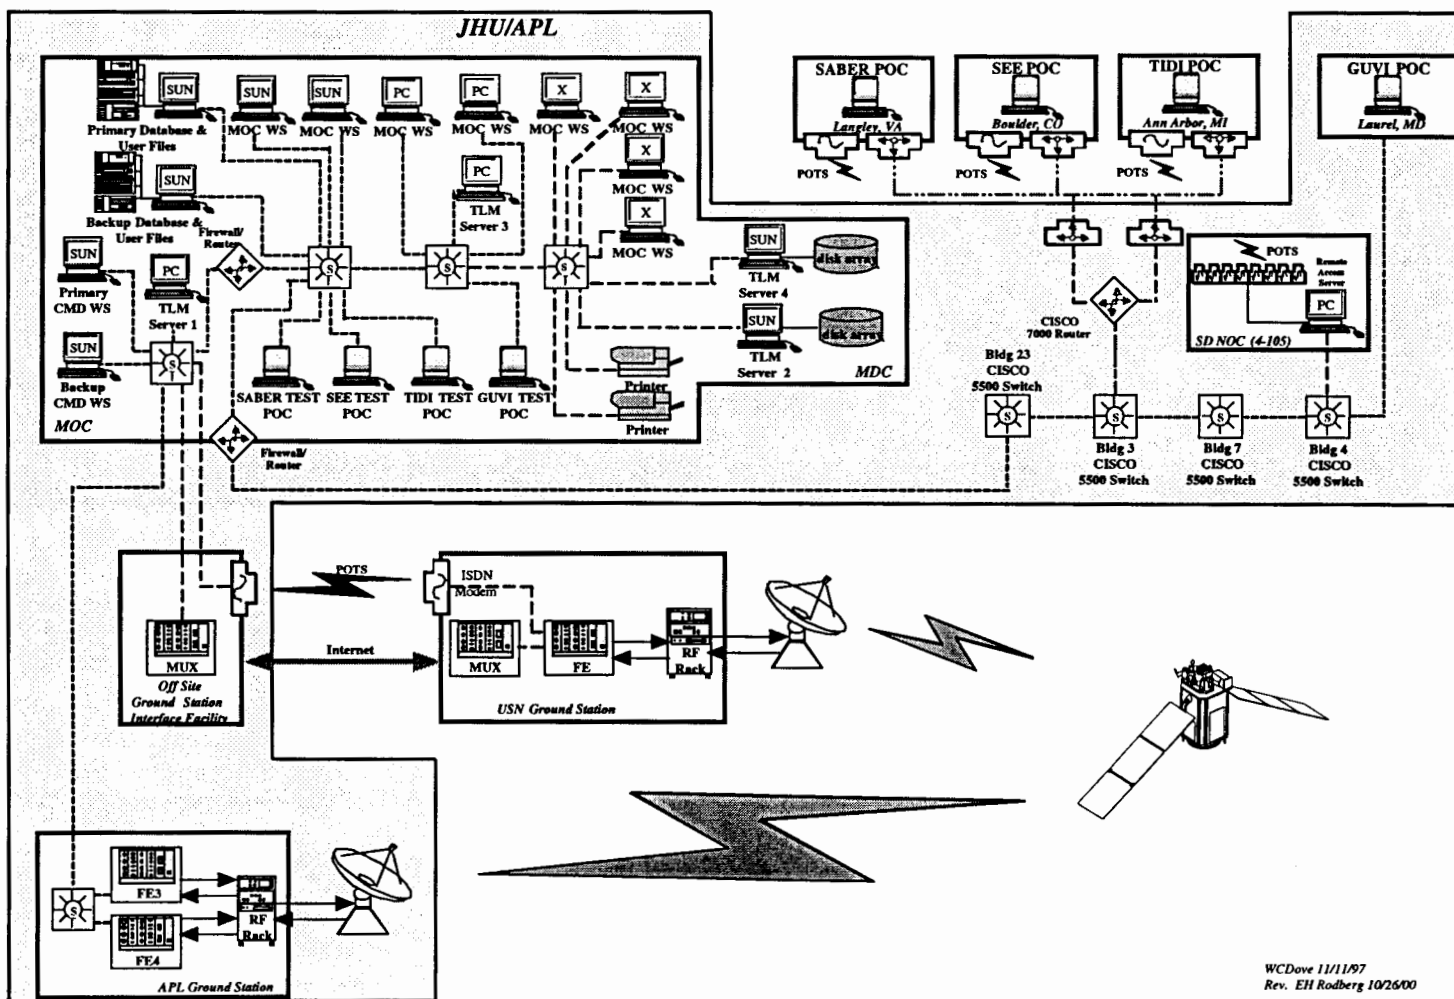 JHU/APL
SUN
Primary Database &
User Files
SUN
MOC WS
SUN
MOC WS
PC
MOC WS
PC
MOC WS
X
MOC WS
X
MOC WS
X
MOC WS
X
MOC WS
SUN
Backup Database &
User Files
Firewall/
Router
PC
TLM
Server 3
SUN
Primary
CMD WS
PC
TLM
Server 1
SUN
Backup
CMD WS
S
S
S
S
SUN
TLM
Server 4
disk array
SUN
TLM
Server 2
disk array
SABER TEST
POC
SEE TEST
POC
TIDI TEST
POC
GUVI TEST
POC
Printer
Printer
MDC
MOC
Firewall/
Router
SABER POC
Langley, VA
POTS
SEE POC
Boulder, CO
POTS
TIDI POC
Ann Arbor, MI
POTS
GUVI POC
Laurel, MD
CISCO
7000 Router
POTS
Remote
Access
Server
PC
SD NOC (4-105)
Bldg 23
CISCO
5500 Switch
S
S
Bldg 3
CISCO
5500 Switch
S
Bldg 7
CISCO
5500 Switch
S
Bldg 4
CISCO
5500 Switch
MUX
Off Site
Ground Station
Interface Facility
POTS
Internet
ISDN
Modem
MUX
FE
RF
Rack
USN Ground Station
S
FE3
FE4
RF
Rack
APL Ground Station
WCDove 11/11/97
Rev. EH Rodberg 10/26/00